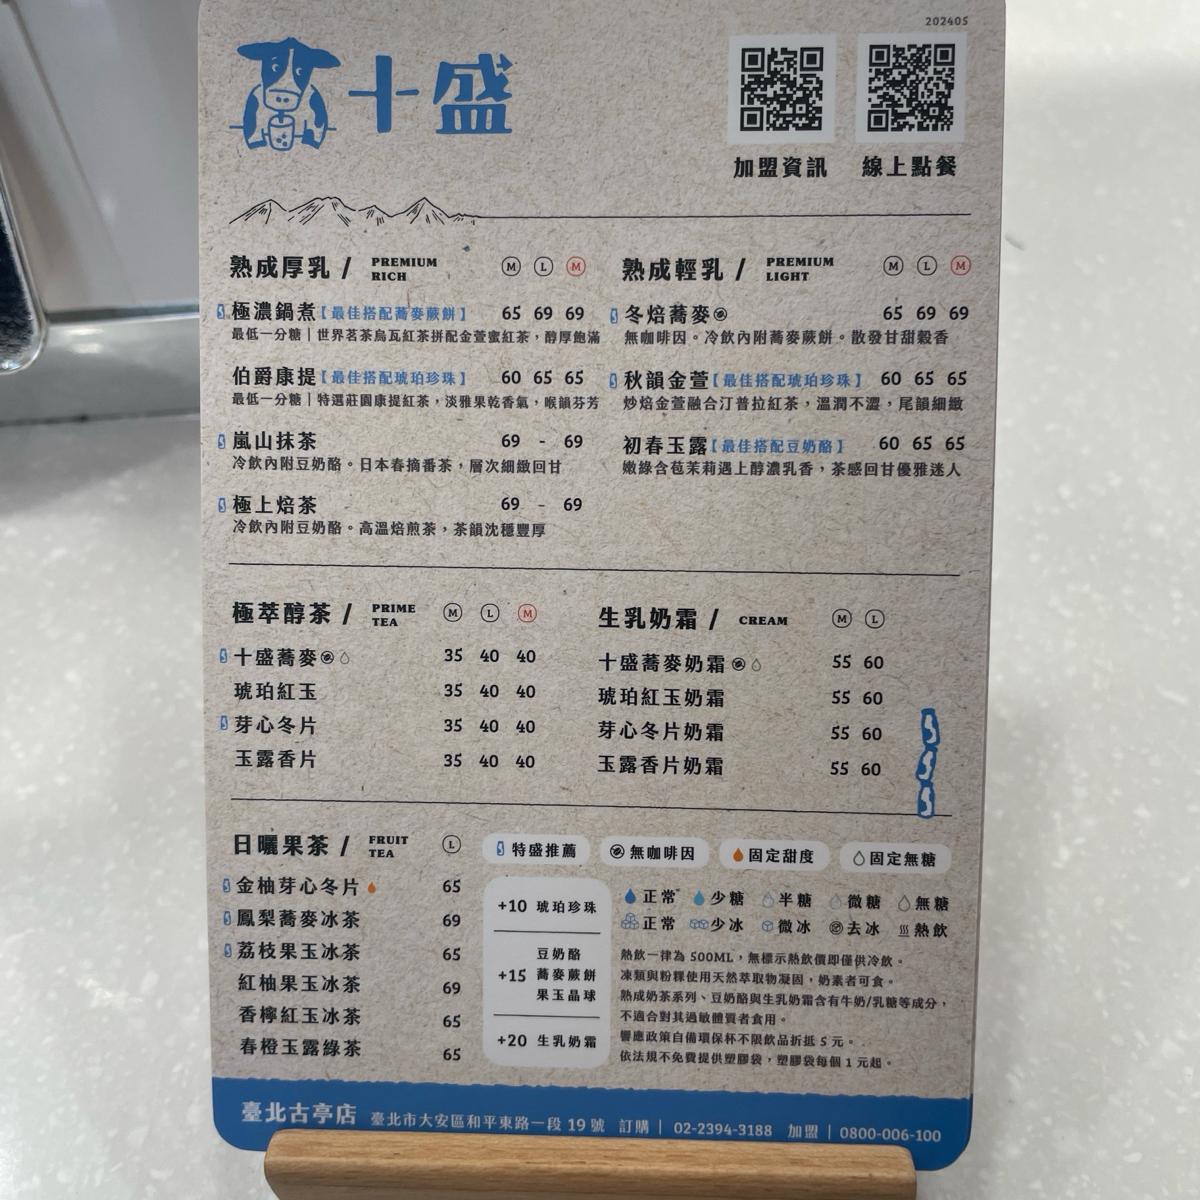 202405
十盛
加盟資訊 線上點餐
熟成厚乳 / PREMIUM RICH M L M
極濃鍋煮【最佳搭配蕎麥蕨餅】 65 69 69
最低一分糖｜世界茗茶烏瓦紅茶拼配金萱蜜紅茶，醇厚飽滿
伯爵康提【最佳搭配琥珀珍珠】 60 65 65
最低一分糖｜特選莊園康提紅茶，淡雅果乾香氣，喉韻芬芳
嵐山抹茶 69 - 69
冷飲內附豆奶酪。日本春摘番茶，層次細緻回甘
極上焙茶 69 - 69
冷飲內附豆奶酪。高溫焙煎茶，茶韻沈穩豐厚
熟成輕乳 / PREMIUM LIGHT M L M
冬焙蕎麥 65 69 69
無咖啡因。冷飲內附蕎麥蕨餅。散發甘甜穀香
秋韻金萱【最佳搭配琥珀珍珠】 60 65 65
炒焙金萱融合汀普拉紅茶，溫潤不澀，尾韻細緻
初春玉露【最佳搭配豆奶酪】 60 65 65
嫩綠含苞茉莉遇上醇濃乳香，茶感回甘優雅迷人
極萃醇茶 / PRIME TEA M L M
十盛蕎麥 35 40 40
琥珀紅玉 35 40 40
芽心冬片 35 40 40
玉露香片 35 40 40
生乳奶霜 / CREAM M L
十盛蕎麥奶霜 55 60
琥珀紅玉奶霜 55 60
芽心冬片奶霜 55 60
玉露香片奶霜 55 60
日曬果茶 / FRUIT TEA L
金柚芽心冬片 65
鳳梨蕎麥冰茶 69
荔枝果玉冰茶 65
紅柚果玉冰茶 69
香檸紅玉冰茶 65
春橙玉露綠茶 65
特盛推薦 無咖啡因 固定甜度 固定無糖
+10 琥珀珍珠
豆奶酪
+15 蕎麥蕨餅
果玉晶球
+20 生乳奶霜
正常 少糖 半糖 微糖 無糖
正常 少冰 微冰 去冰 熱飲
熱飲一律為 500ML，無標示熱飲價即僅供冷飲。
凍類與粉粿使用天然萃取物凝固，奶素者可食。
熟成奶茶系列、豆奶酪與生乳奶霜含有牛奶/乳糖等成分，
不適合對其過敏體質者食用。
響應政策自備環保杯不限飲品折抵 5 元。
依法規不免費提供塑膠袋，塑膠袋每個 1 元起。
臺北古亭店 臺北市大安區和平東路一段 19 號 訂購｜ 02-2394-3188 加盟｜0800-006-100